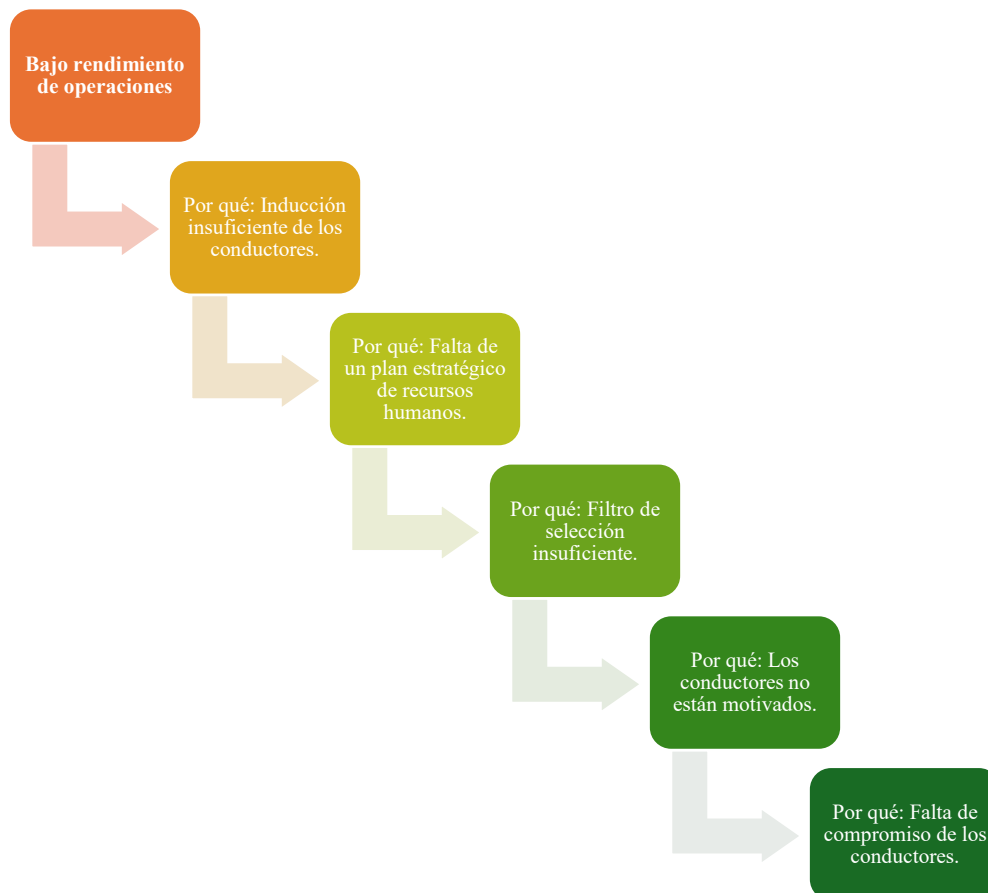 Bajo rendimiento
de operaciones
Por qué: Inducción
insuficiente de los
conductores.
Por qué: Falta de
un plan estratégico
de recursos
humanos.
Por qué: Filtro de
selección
insuficiente.
Por qué: Los
conductores no
están motivados.
Por qué: Falta de
compromiso de los
conductores.